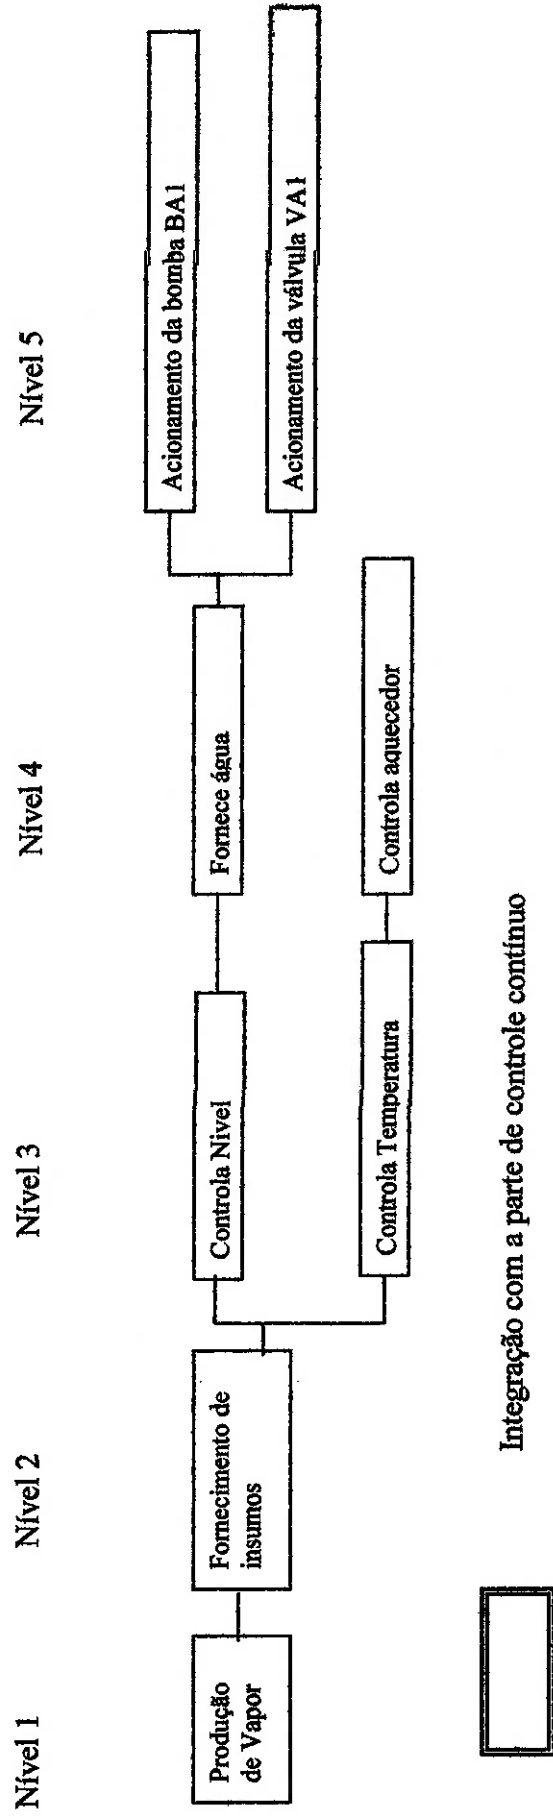 Nível 1
Nível 2
Nível 3
Nível 4
Nível 5
Produção
de Vapor
Fornecimento de
insumos
Controla Nivel
Fornece água
Acionamento da bomba BA1
Acionamento da válvula VA1
Controla Temperatura
Controla aquecedor
Integração com a parte de controle contínuo